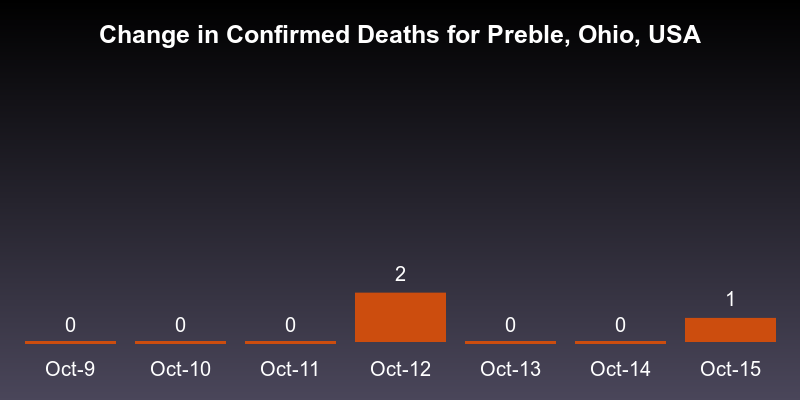 Change in Confirmed Deaths for Preble, Ohio, USA
0 0 0 2 0 0 1
Oct-9 Oct-10 Oct-11 Oct-12 Oct-13 Oct-14 Oct-15